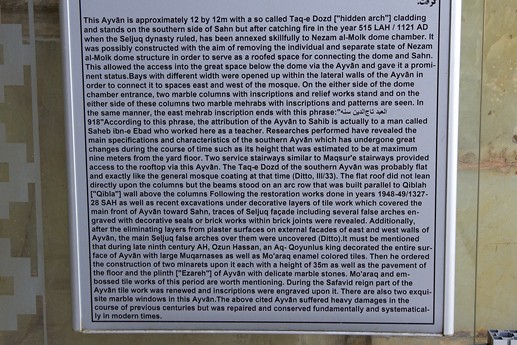 This Ayvān is approximately 12 by 12m with a so called Taq-e Dozd ["hidden arch"] cladding
and stands on the southern side of Sahn but after catching fire in the year 515 LAH / 1121 AD
when the Seljuq dynasty ruled, has been annexed skillfully to Nezam al-Molk dome chamber. It
was possibly constructed with the aim of removing the individual and separate state of Nezam
al-Molk dome structure in order to serve as a roofed space for connecting the dome and Sahn.
This allowed the access into the great space below the dome via the Ayvān and gave it a promi-
nent status.Bays with different width were opened up within the lateral walls of the Ayvān in
order to connect it to spaces east and west of the mosque. On the either side of the dome
chamber entrance, two marble columns with inscriptions and relief works stand and on the
either side of these columns two marble mehrabs with inscriptions and patterns are seen. In
the same manner, the east mehrab inscription ends with this phrase:"العبد تاج‌الدین سنه
918"According to this phrase, the attribution of the Ayvān to Sahib is actually to a man called
Saheb ibn-e Ebad who worked here as a teacher. Researches performed have revealed the
main specifications and characteristics of the southern Ayvān which has undergone great
changes during the course of time such as its height that was estimated to be at maximum
nine meters from the yard floor. Two service stairways similar to Maqsur'e stairways provided
access to the rooftop via this Ayvān. The Taq-e Dozd of the southern Ayvān was probably flat
and exactly like the general mosque coating at that time (Ditto, III/33). The flat roof did not lean
directly upon the columns but the beams stood on an arc row that was built parallel to Qiblah
["Qibla"] wall above the columns Following the restoration works done in years 1948-49/1327-
28 SAH as well as recent excavations under decorative layers of tile work which covered the
main front of Ayvān toward Sahn, traces of Seljuq façade including several false arches en-
graved with decorative seals or brick works within brick joints were revealed. Additionally,
after the eliminating layers from plaster surfaces on external facades of east and west walls of
Ayvān, the main Seljuq false arches over them were uncovered (Ditto).It must be mentioned
that during late ninth century AH, Ozun Hassan, an Aq- Qoyunlus king decorated the entire sur-
face of Ayvān with large Muqarnases as well as Mo'araq enamel colored tiles. Then he ordered
the construction of two minarets upon it each with a height of 35m as well as the pavement of
the floor and the plinth ["Ezareh"] of Ayvān with delicate marble stones. Mo'araq and em-
bossed tile works of this period are worth mentioning. During the Safavid reign part of the
Ayvān tile work was renewed and inscriptions were engraved upon it. There are also two exqui-
site marble windows in this Ayvān.The above cited Ayvān suffered heavy damages in the
course of previous centuries but was repaired and conserved fundamentally and systematical-
ly in modern times.